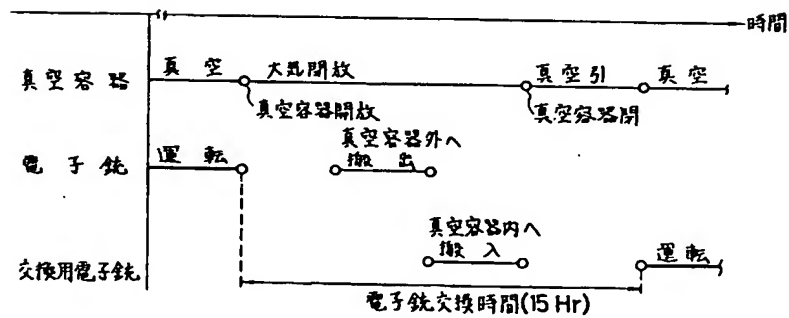 時間
真空容器
真空
大気開放
真空引
真空
真空容器開放
真空容器閉
電子銃
運転
真空容器外へ
搬出
真空容器内へ
搬入
交換用電子銃
運転
電子銃交換時間(15 Hr)